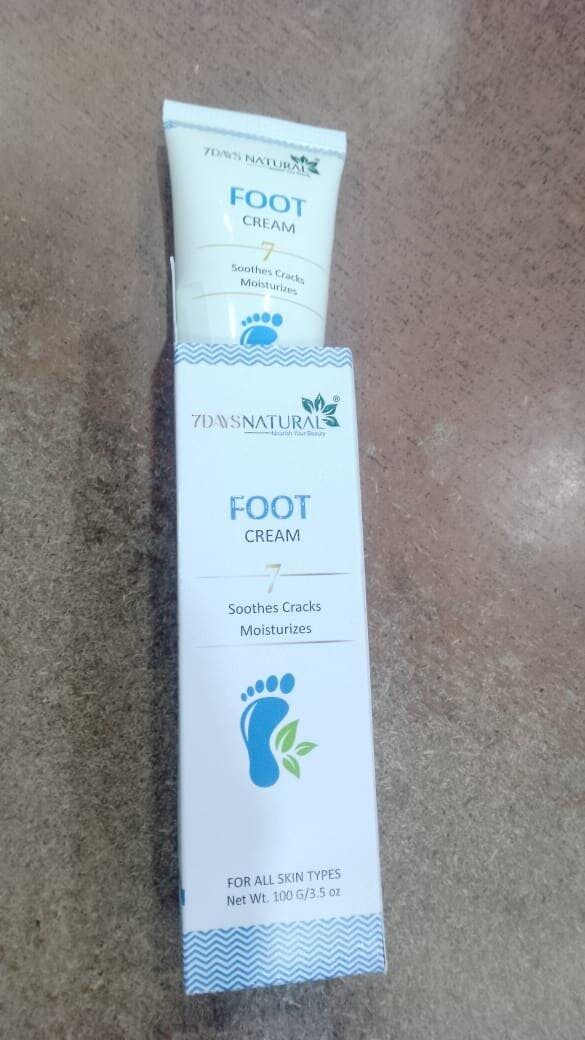 7DAYS NATURAL
FOOT
CREAM
7
Soothes Cracks
Moisturizes
7DAYSNATURAL®
Nourish Your Beauty
FOOT
CREAM
7
Soothes Cracks
Moisturizes
FOR ALL SKIN TYPES
Net Wt. 100 G/3.5 oz